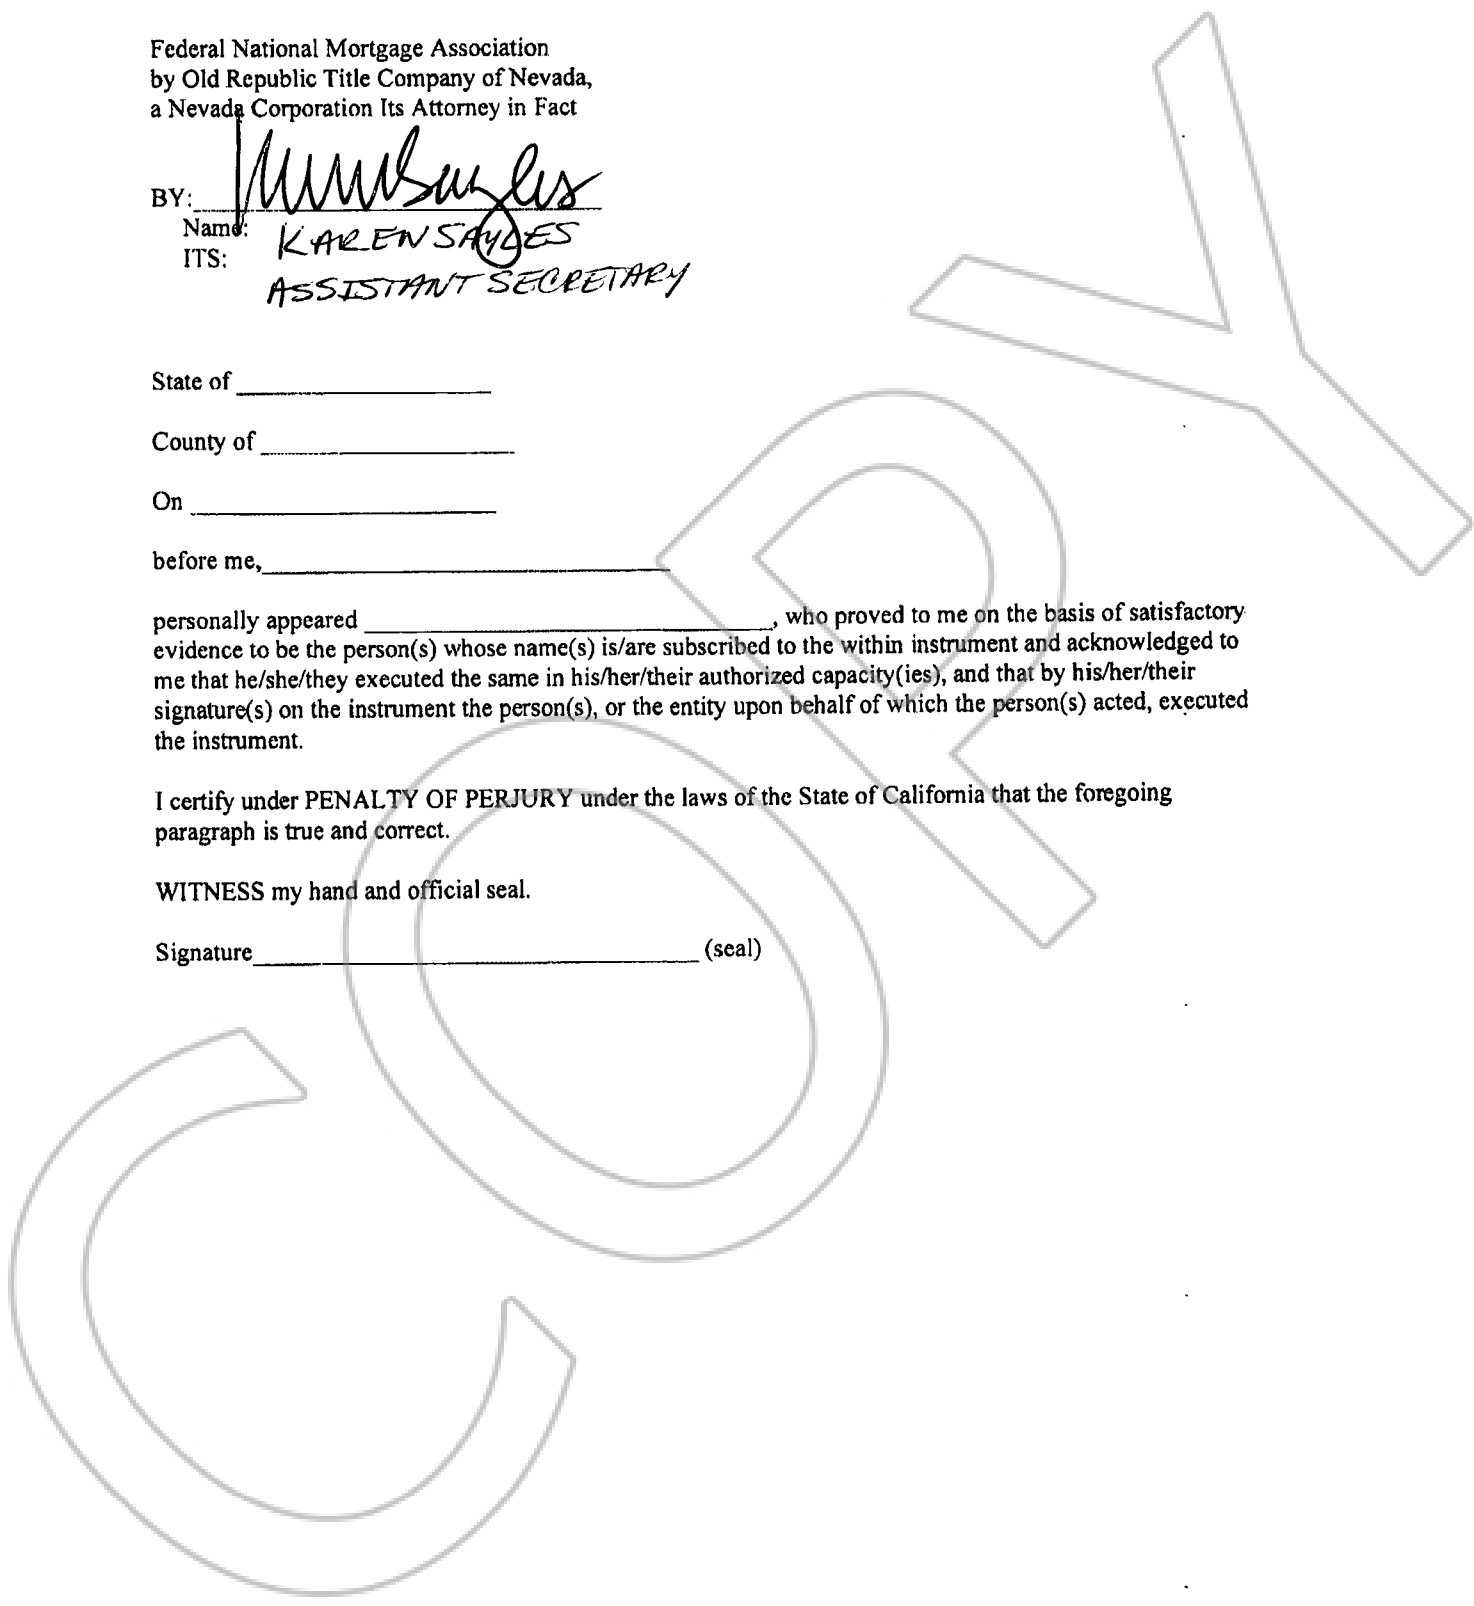 Federal National Mortgage Association
by Old Republic Title Company of Nevada,
a Nevada Corporation Its Attorney in Fact
BY:
Name: KAREN SAYLES
ITS:
ASSISTANT SECRETARY
State of
County of
On
before me,
personally appeared , who proved to me on the basis of satisfactory
evidence to be the person(s) whose name(s) is/are subscribed to the within instrument and acknowledged to
me that he/she/they executed the same in his/her/their authorized capacity(ies), and that by his/her/their
signature(s) on the instrument the person(s), or the entity upon behalf of which the person(s) acted, executed
the instrument.
I certify under PENALTY OF PERJURY under the laws of the State of California that the foregoing
paragraph is true and correct.
WITNESS my hand and official seal.
Signature (seal)
COPY